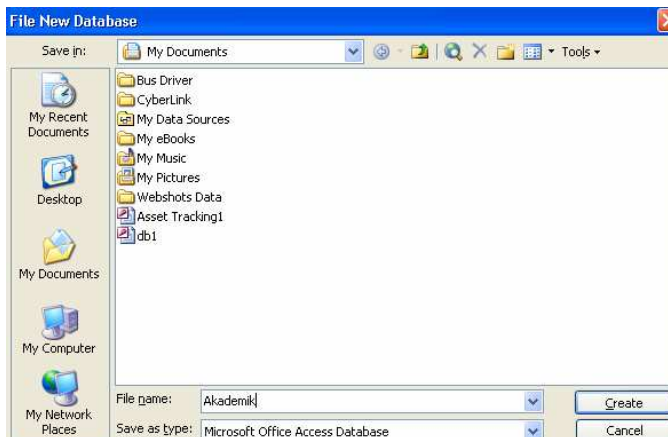 File New Database
Save in:
My Documents
Tools
My Recent
Documents
Desktop
My Documents
My Computer
My Network
Places
Bus Driver
CyberLink
My Data Sources
My eBooks
My Music
My Pictures
Webshots Data
Asset Tracking1
db1
File name:
Akademik
Create
Save as type:
Microsoft Office Access Database
Cancel